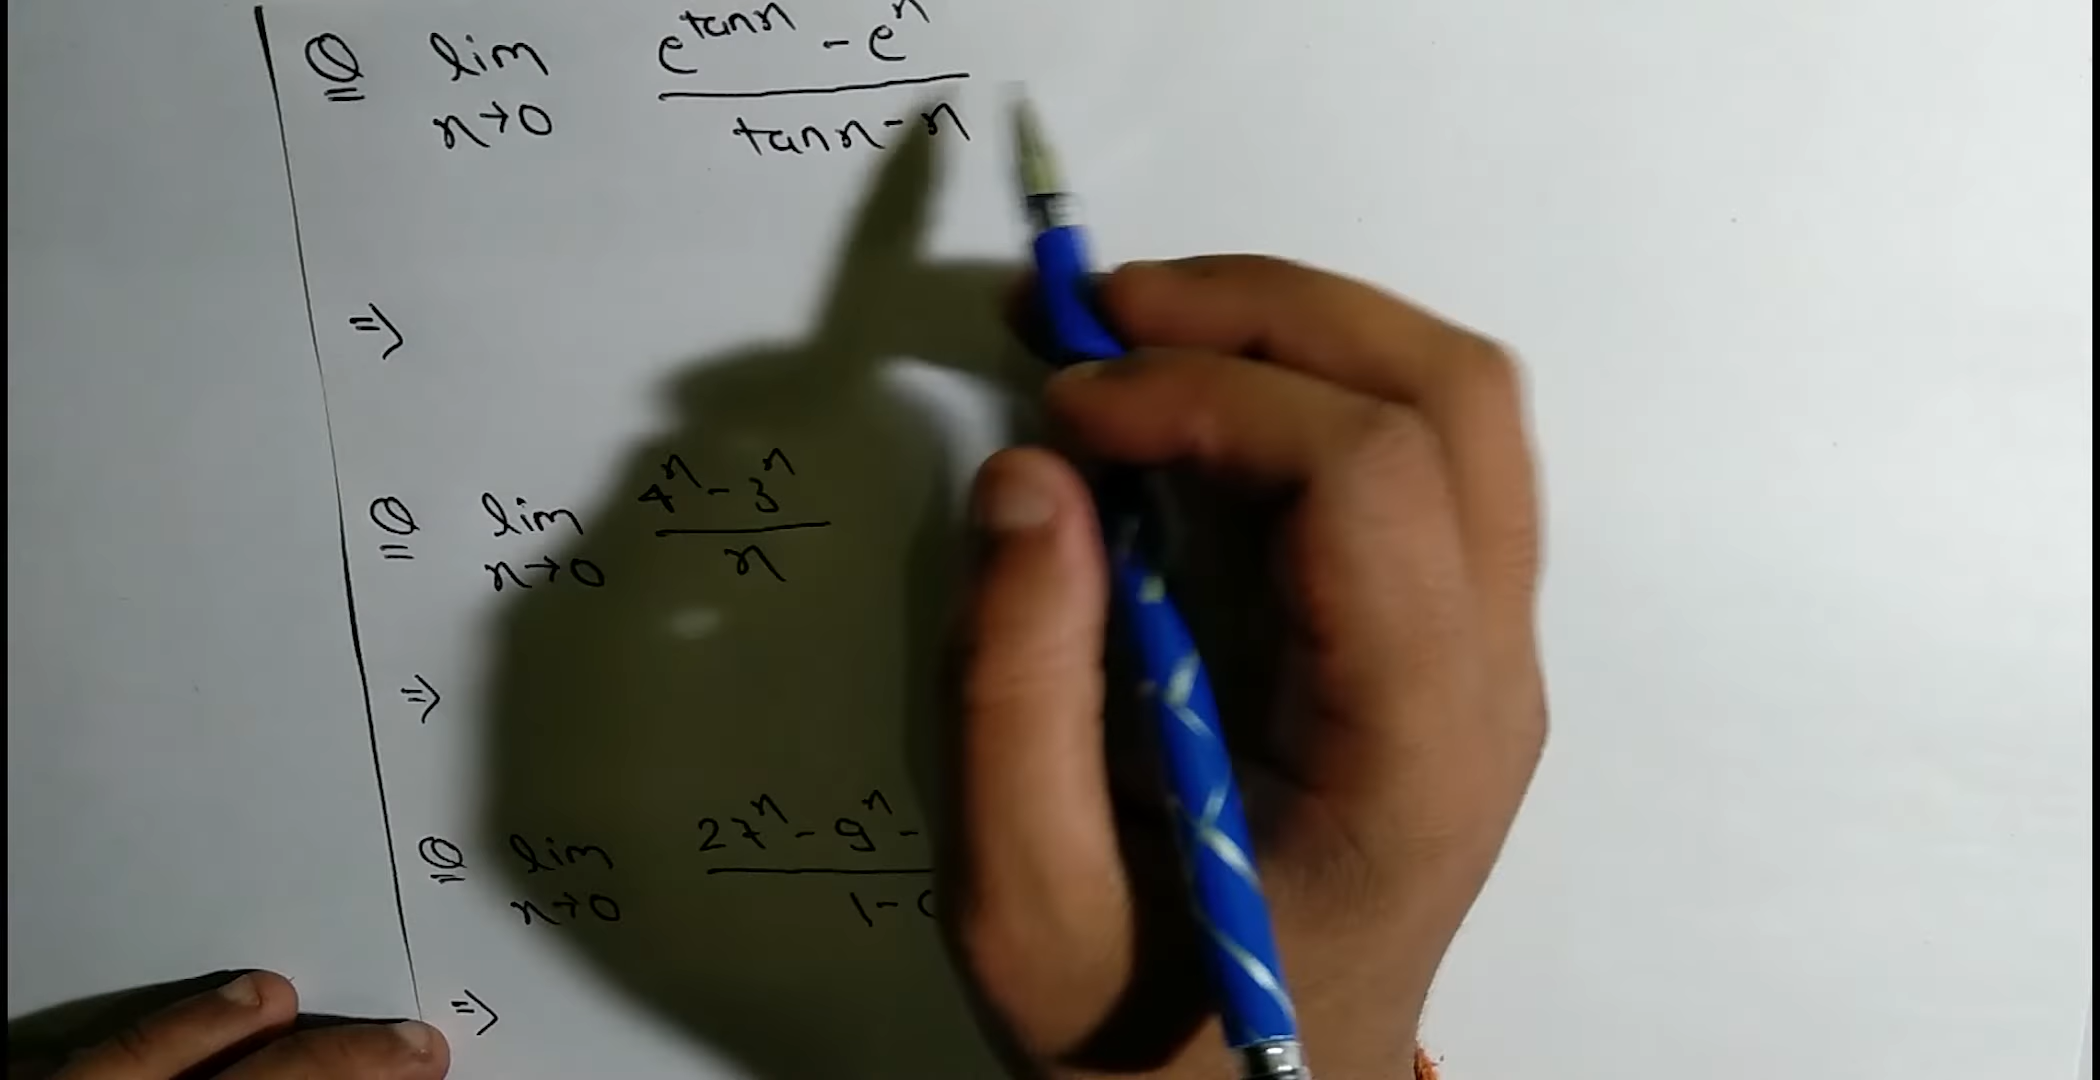 Q lim e^tanx - e^x
x→0 tanx - x
⇒
Q lim 4^x - 3^x
x→0 x
⇒
Q lim 27^x - 9^x -
x→0 1 -
⇒